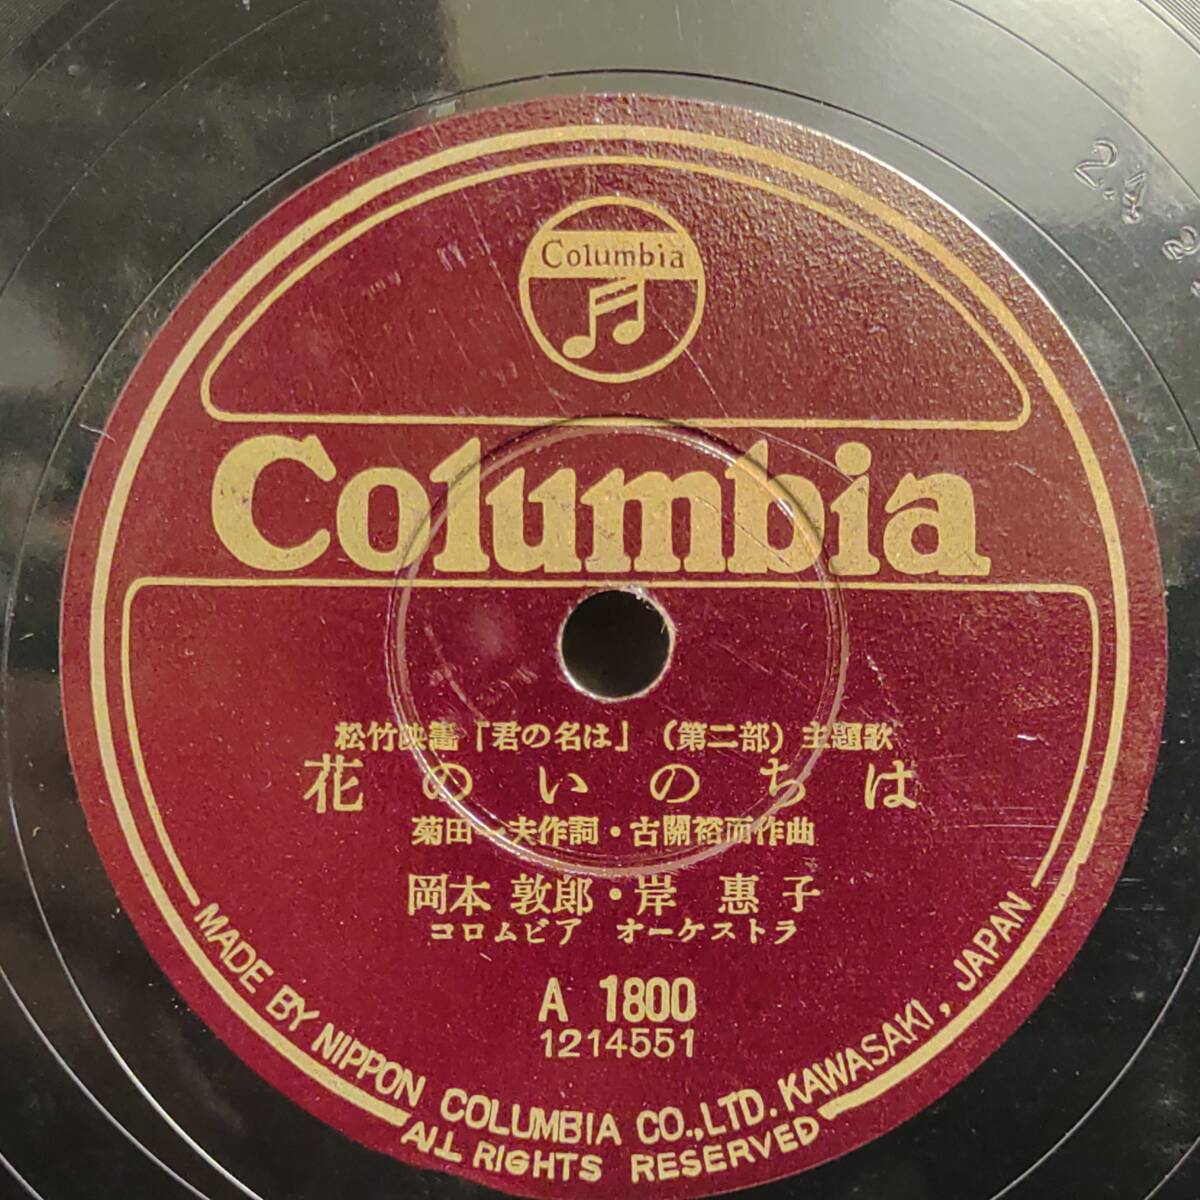 Columbia
Columbia
松竹映畫「君の名は」（第二部）主題歌
花のいのちは
菊田一夫作詞・古關裕而作曲
岡本 敦郎・岸 惠子
コロムビア オーケストラ
A 1800
1214551
MADE BY NIPPON COLUMBIA CO.,LTD. KAWASAKI, JAPAN
ALL RIGHTS RESERVED